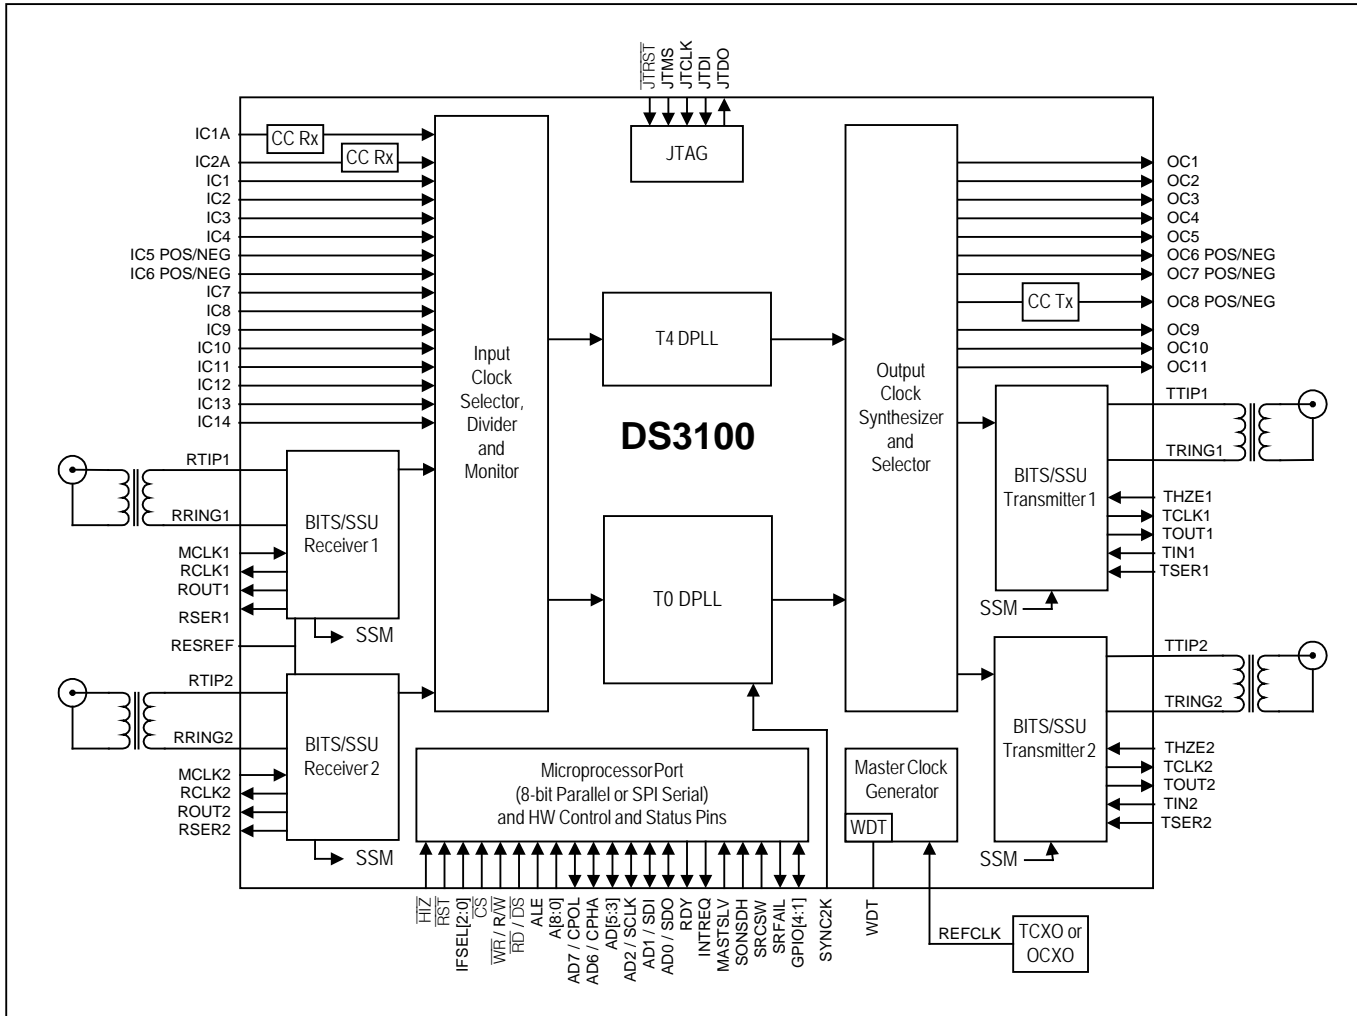 JTRST
JTMS
JTCLK
JTDI
JTDO
JTAG
IC1A
CC Rx
IC2A
CC Rx
IC1
IC2
IC3
IC4
IC5 POS/NEG
IC6 POS/NEG
IC7
IC8
IC9
IC10
IC11
IC12
IC13
IC14
Input
Clock
Selector,
Divider
and
Monitor
T4 DPLL
DS3100
T0 DPLL
Output
Clock
Synthesizer
and
Selector
OC1
OC2
OC3
OC4
OC5
OC6 POS/NEG
OC7 POS/NEG
CC Tx
OC8 POS/NEG
OC9
OC10
OC11
RTIP1
RRING1
BITS/SSU
Receiver 1
MCLK1
RCLK1
ROUT1
RSER1
SSM
RESREF
RTIP2
RRING2
BITS/SSU
Receiver 2
MCLK2
RCLK2
ROUT2
RSER2
SSM
TTIP1
TRING1
BITS/SSU
Transmitter 1
THZE1
TCLK1
TOUT1
TIN1
TSER1
SSM
TTIP2
TRING2
BITS/SSU
Transmitter 2
THZE2
TCLK2
TOUT2
TIN2
TSER2
SSM
Microprocessor Port
(8-bit Parallel or SPI Serial)
and HW Control and Status Pins
Master Clock
Generator
WDT
HIZ
RST
IFSEL[2:0]
CS
WR / R/W
RD / DS
ALE
A[8:0]
AD7 / CPOL
AD6 / CPHA
AD[5:3]
AD2 / SCLK
AD1 / SDI
AD0 / SDO
RDY
INTREQ
MASTSLV
SONSDH
SRCSW
SRFAIL
GPIO[4:1]
SYNC2K
WDT
REFCLK
TCXO or
OCXO